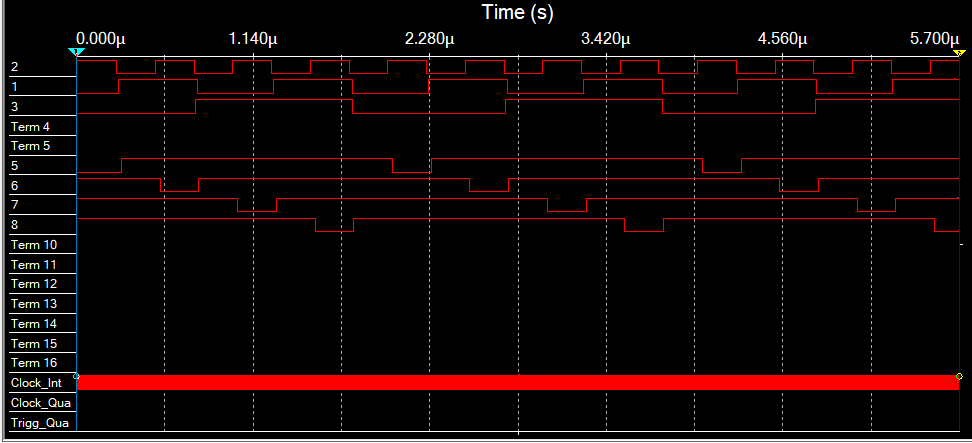 Time (s)
0.000µ 1.140µ 2.280µ 3.420µ 4.560µ 5.700µ
1 2
2
1
3
Term 4
Term 5
5
6
7
8
Term 10
Term 11
Term 12
Term 13
Term 14
Term 15
Term 16
Clock_Int
Clock_Qua
Trigg_Qua